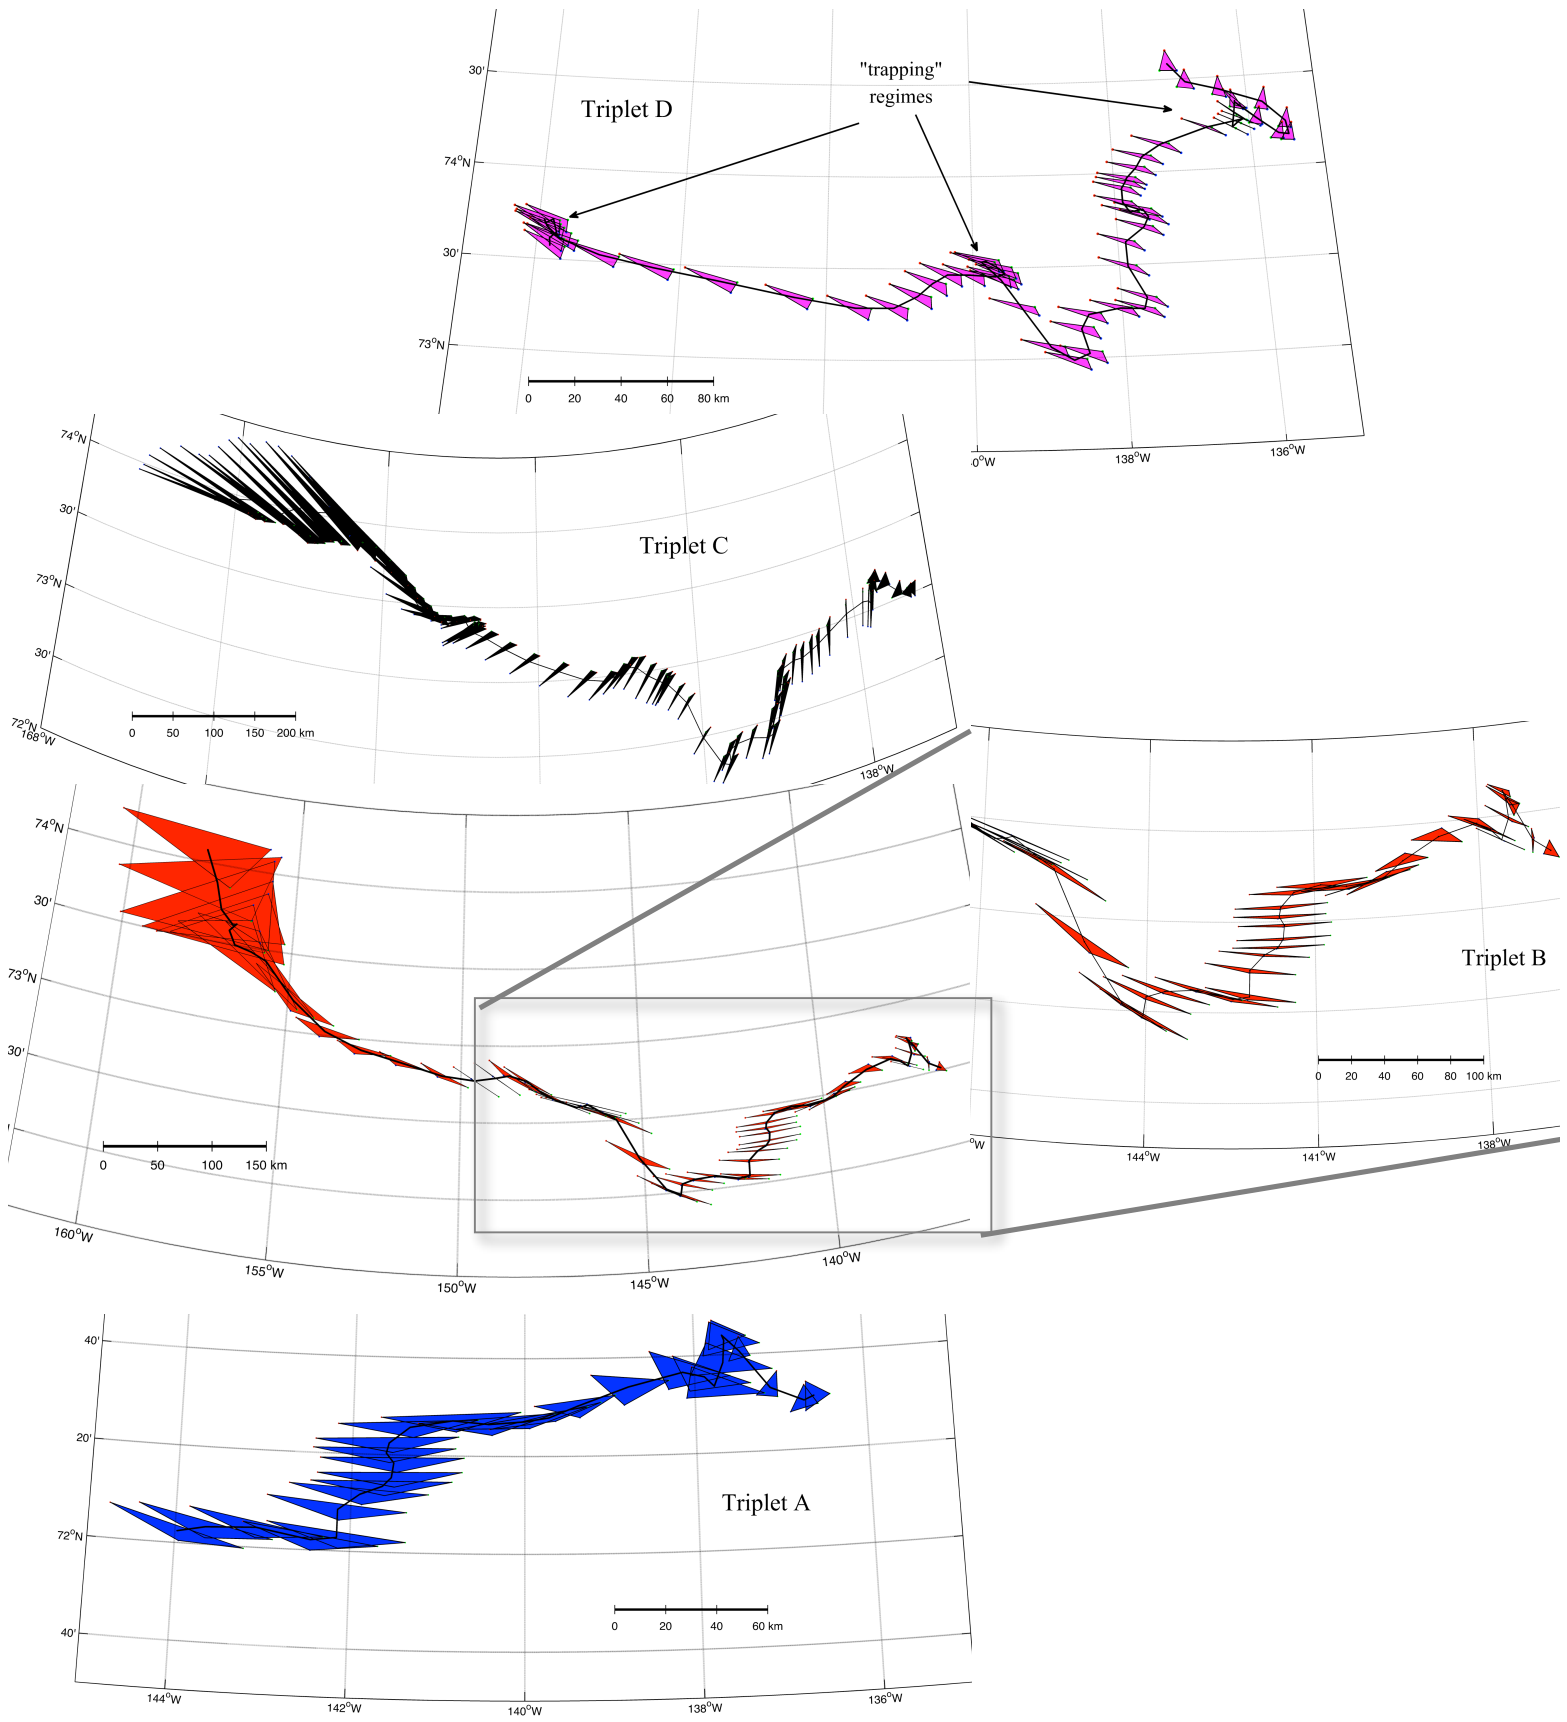 "trapping"
regimes
Triplet D
30'
74°N
30'
73°N
0 20 40 60 80 km
0°W
138°W
136°W
74°N
30'
73°N
30'
72°N
168°W
Triplet C
0 50 100 150 200 km
138°W
74°N
30'
73°N
30'
0 50 100 150 km
160°W
155°W
150°W
145°W
140°W
Triplet B
0 20 40 60 80 100 km
°W
144°W
141°W
138°W
40'
20'
72°N
40'
Triplet A
0 20 40 60 km
144°W
142°W
140°W
138°W
136°W